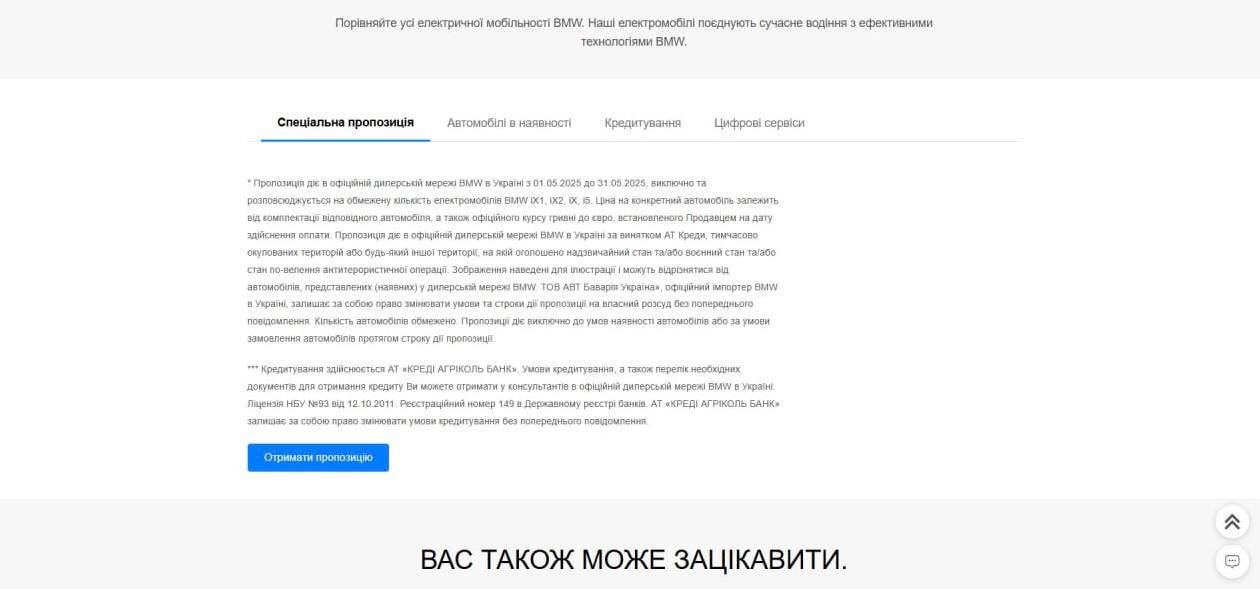 Порівняйте усі електричної мобільності BMW. Наші електромобілі поєднують сучасне водіння з ефективними
технологіями BMW.
Спеціальна пропозиція
Автомобілі в наявності
Кредитування
Цифрові сервіси
* Пропозиція діє в офіційній дилерській мережі BMW в Україні з 01.05.2025 до 31.05.2025, виключно та
розповсюджується на обмежену кількість електромобілів BMW iX1, iX2, iX, i5. Ціна на конкретний автомобіль залежить
від комплектації відповідного автомобіля, а також офіційного курсу гривні до євро, встановленого Продавцем на дату
здійснення оплати. Пропозиція діє в офіційній дилерській мережі BMW в Україні за винятком АТ Креди, тимчасово
окупованих територій або будь-який іншої території, на якій оголошено надзвичайний стан та/або воєнний стан та/або
стан по-велення антитерористичної операції. Зображення наведені для ілюстрації і можуть відрізнятися від
автомобілів, представлених (наявних) у дилерській мережі BMW. ТОВ АВТ Баварія Україна», офіційний імпортер BMW
в Україні, залишає за собою право змінювати умови та строки дії пропозиції на власний розсуд без попереднього
повідомлення. Кількість автомобілів обмежено. Пропозиції діє виключно до умов наявності автомобілів або за умови
замовлення автомобілів протягом строку дії пропозиції.
*** Кредитування здійснюється АТ «КРЕДІ АГРІКОЛЬ БАНК». Умови кредитування, а також перелік необхідних
документів для отримання кредиту Ви можете отримати у консультантів в офіційній дилерській мережі BMW в Україні.
Ліцензія НБУ №93 від 12.10.2011. Реєстраційний номер 149 в Державному реєстрі банків. АТ «КРЕДІ АГРІКОЛЬ БАНК»
залишає за собою право змінювати умови кредитування без попереднього повідомлення.
Отримати пропозицію
ВАС ТАКОЖ МОЖЕ ЗАЦІКАВИТИ.